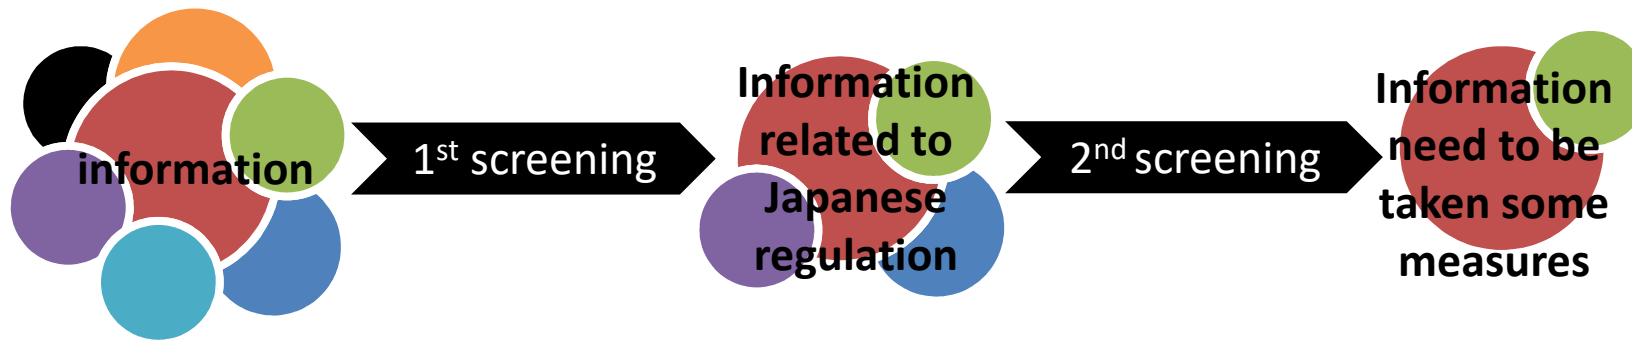 information
1st screening
Information
related to
Japanese
regulation
2nd screening
Information
need to be
taken some
measures